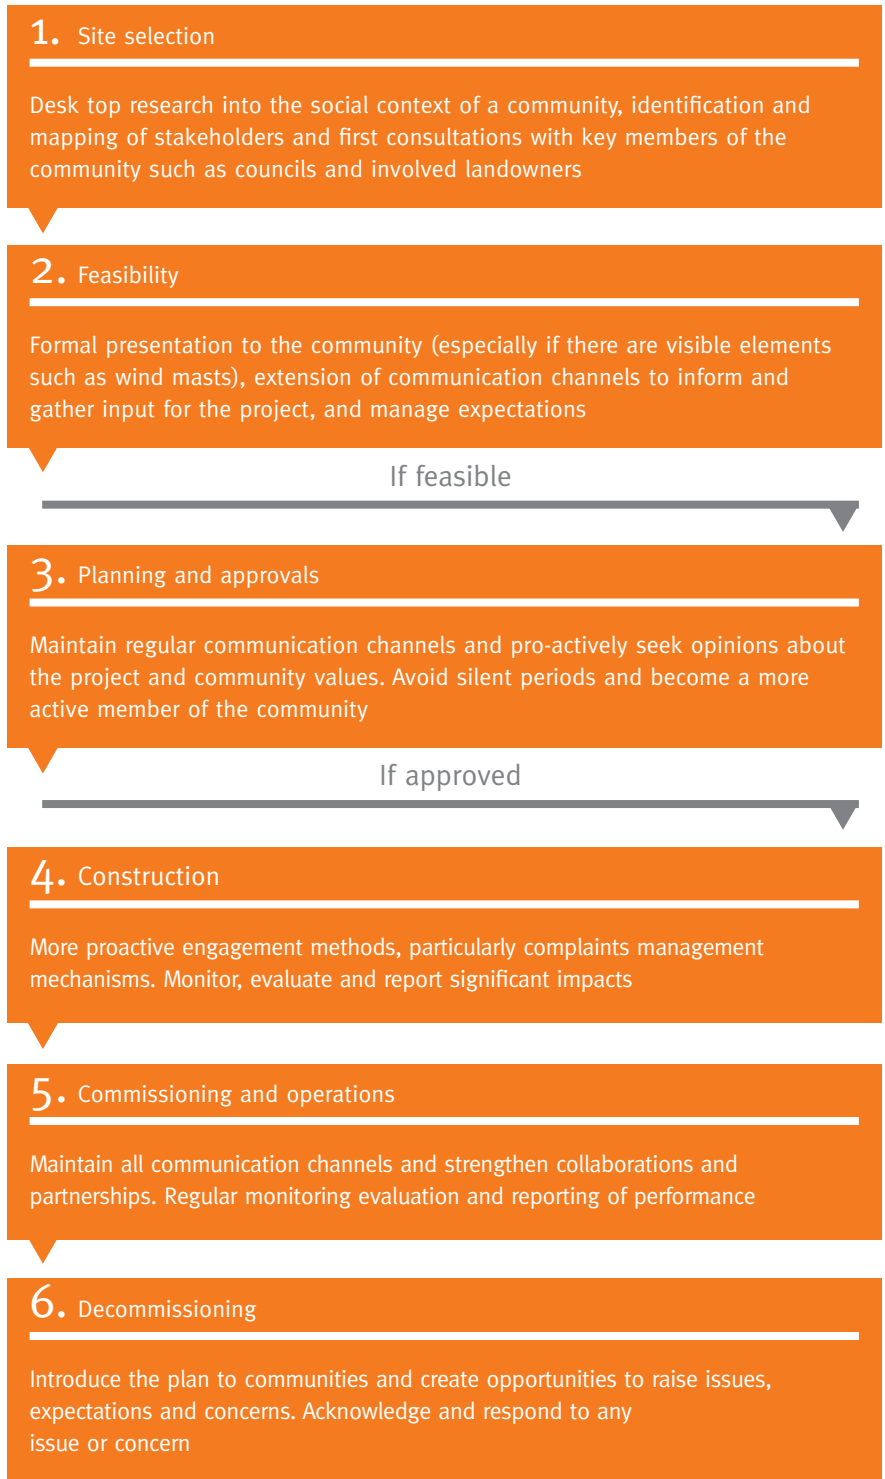 1. Site selection
Desk top research into the social context of a community, identification and
mapping of stakeholders and first consultations with key members of the
community such as councils and involved landowners
2. Feasibility
Formal presentation to the community (especially if there are visible elements
such as wind masts), extension of communication channels to inform and
gather input for the project, and manage expectations
If feasible
3. Planning and approvals
Maintain regular communication channels and pro-actively seek opinions about
the project and community values. Avoid silent periods and become a more
active member of the community
If approved
4. Construction
More proactive engagement methods, particularly complaints management
mechanisms. Monitor, evaluate and report significant impacts
5. Commissioning and operations
Maintain all communication channels and strengthen collaborations and
partnerships. Regular monitoring evaluation and reporting of performance
6. Decommissioning
Introduce the plan to communities and create opportunities to raise issues,
expectations and concerns. Acknowledge and respond to any
issue or concern